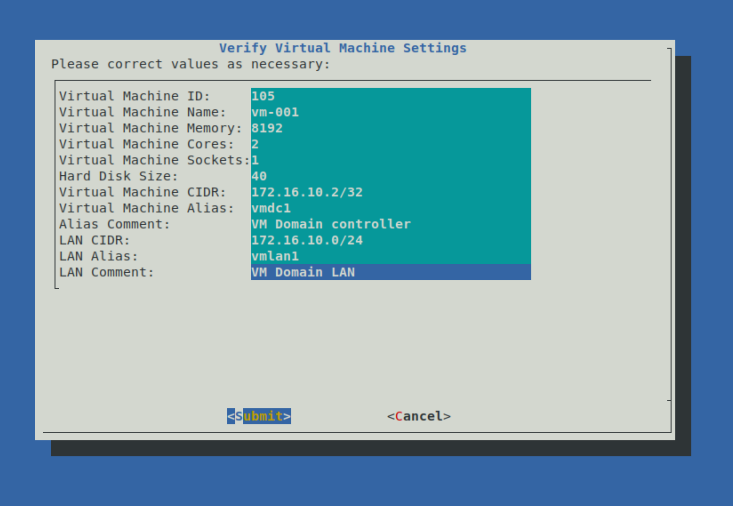 Verify Virtual Machine Settings
Please correct values as necessary:
Virtual Machine ID: 105
Virtual Machine Name: vm-001
Virtual Machine Memory: 8192
Virtual Machine Cores: 2
Virtual Machine Sockets:1
Hard Disk Size: 40
Virtual Machine CIDR: 172.16.10.2/32
Virtual Machine Alias: vmdc1
Alias Comment: VM Domain controller
LAN CIDR: 172.16.10.0/24
LAN Alias: vmlan1
LAN Comment: VM Domain LAN
<Submit> <Cancel>